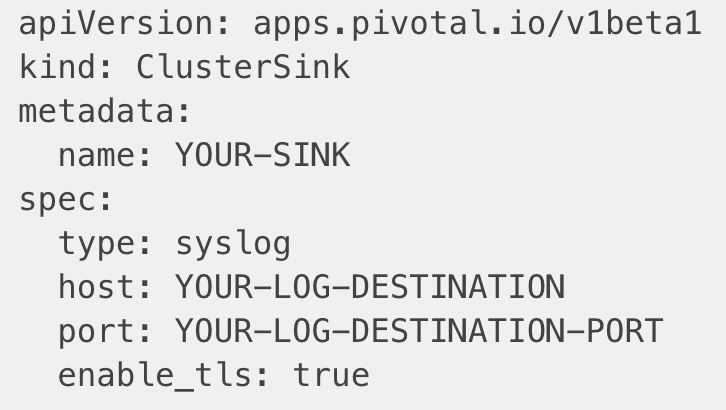 apiVersion: apps.pivotal.io/v1beta1
kind: ClusterSink
metadata:
  name: YOUR-SINK
spec:
  type: syslog
  host: YOUR-LOG-DESTINATION
  port: YOUR-LOG-DESTINATION-PORT
  enable_tls: true